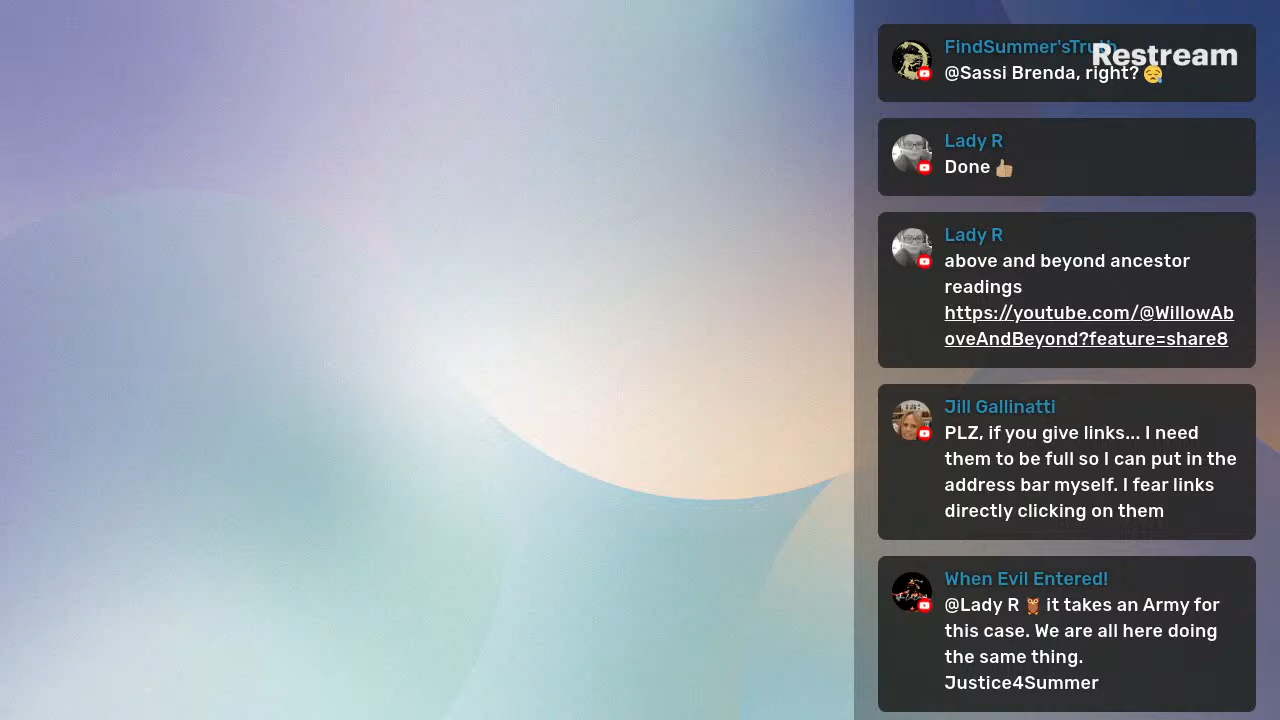 FindSummer'sTruth
Restream
@Sassi Brenda, right? 😪
Lady R
Done 👍🏼
Lady R
above and beyond ancestor
readings
https://youtube.com/@WillowAb
oveAndBeyond?feature=share8
Jill Gallinatti
PLZ, if you give links... I need
them to be full so I can put in the
address bar myself. I fear links
directly clicking on them
When Evil Entered!
@Lady R 🦉 it takes an Army for
this case. We are all here doing
the same thing.
Justice4Summer